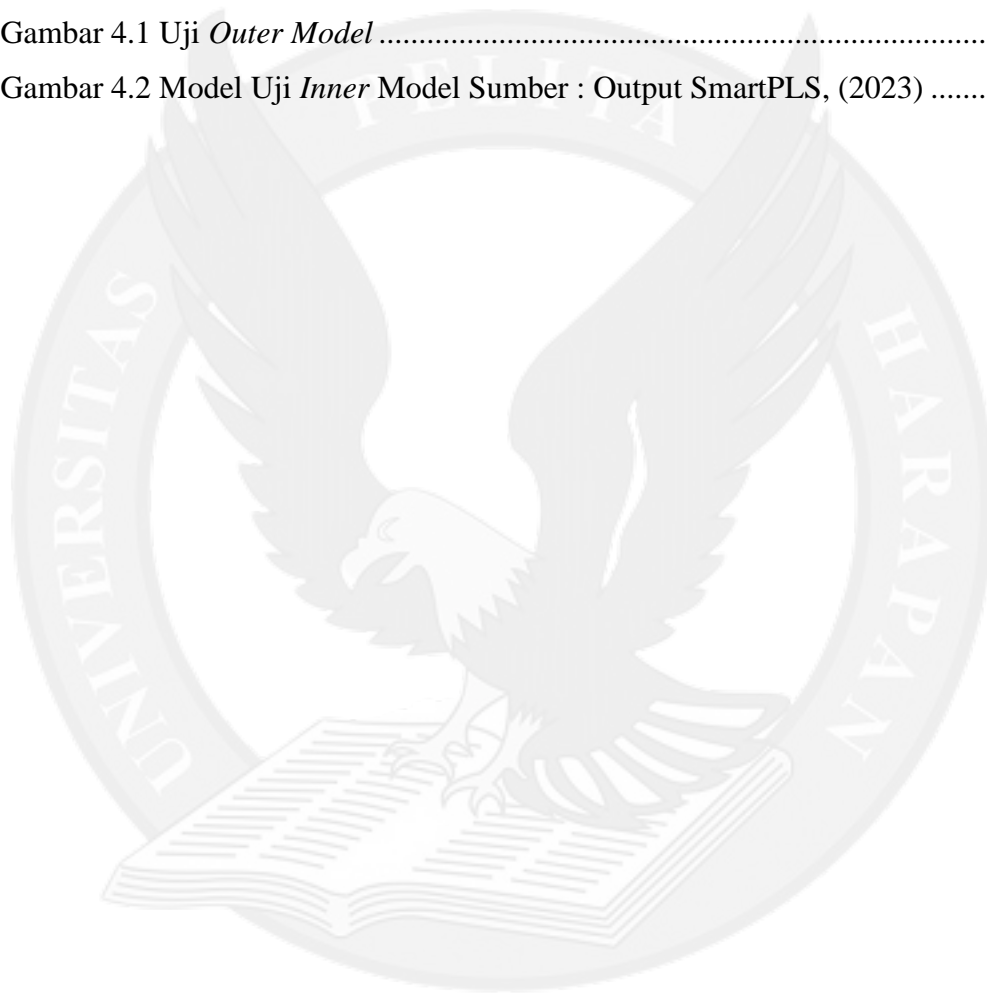 Gambar 4.1 Uji Outer Model ................................................................................
Gambar 4.2 Model Uji Inner Model Sumber : Output SmartPLS, (2023) .......
UNIVERSITAS PELITA HARAPAN